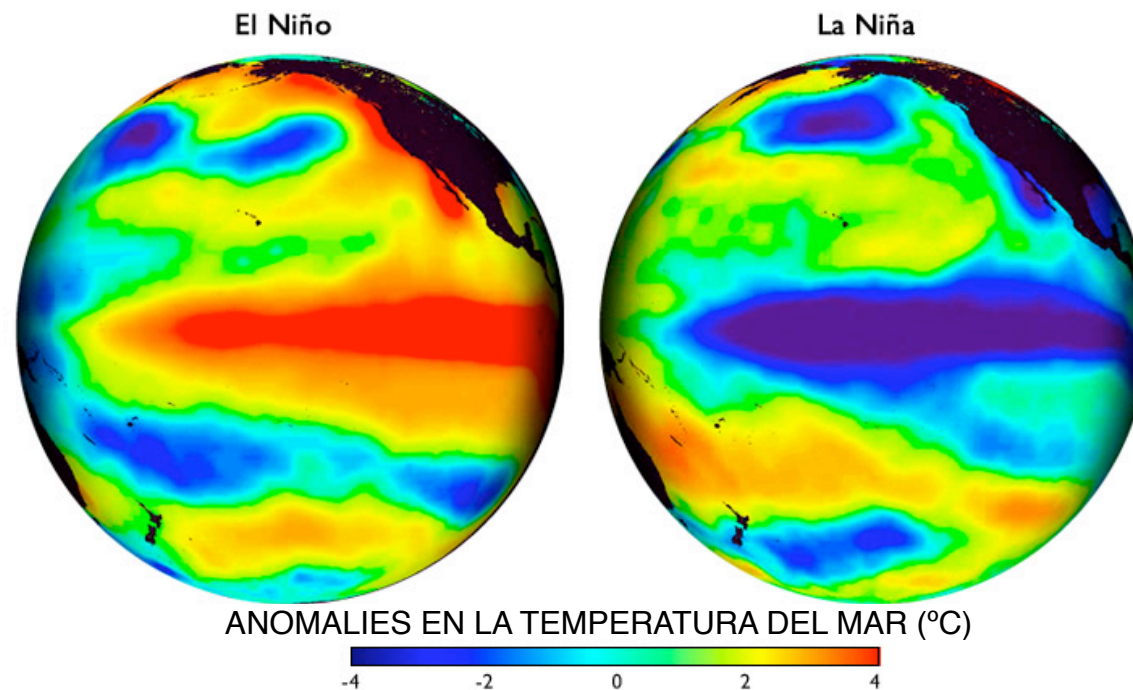 El Niño
La Niña
ANOMALIES EN LA TEMPERATURA DEL MAR (ºC)
-4 -2 0 2 4